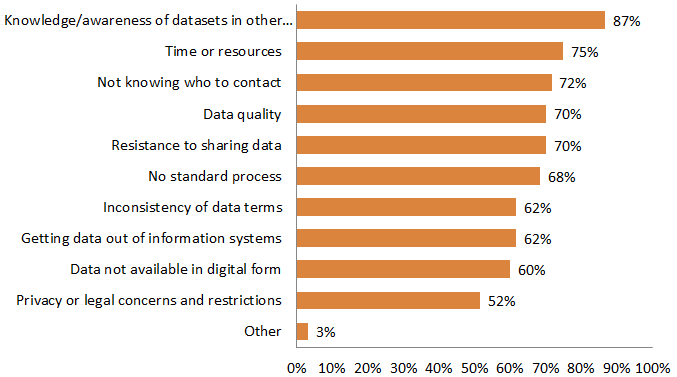 Knowledge/awareness of datasets in other... 87%
Time or resources 75%
Not knowing who to contact 72%
Data quality 70%
Resistance to sharing data 70%
No standard process 68%
Inconsistency of data terms 62%
Getting data out of information systems 62%
Data not available in digital form 60%
Privacy or legal concerns and restrictions 52%
Other 3%
0% 10% 20% 30% 40% 50% 60% 70% 80% 90% 100%